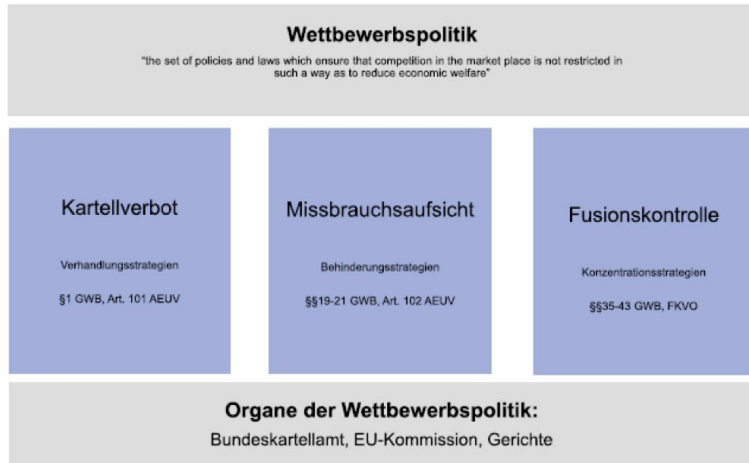 Wettbewerbspolitik
"the set of policies and laws which ensure that competition in the market place is not restricted in
such a way as to reduce economic welfare"
Kartellverbot
Verhandlungsstrategien
§1 GWB, Art. 101 AEUV
Missbrauchsaufsicht
Behinderungsstrategien
§§19-21 GWB, Art. 102 AEUV
Fusionskontrolle
Konzentrationsstrategien
§§35-43 GWB, FKVO
Organe der Wettbewerbspolitik:
Bundeskartellamt, EU-Kommission, Gerichte